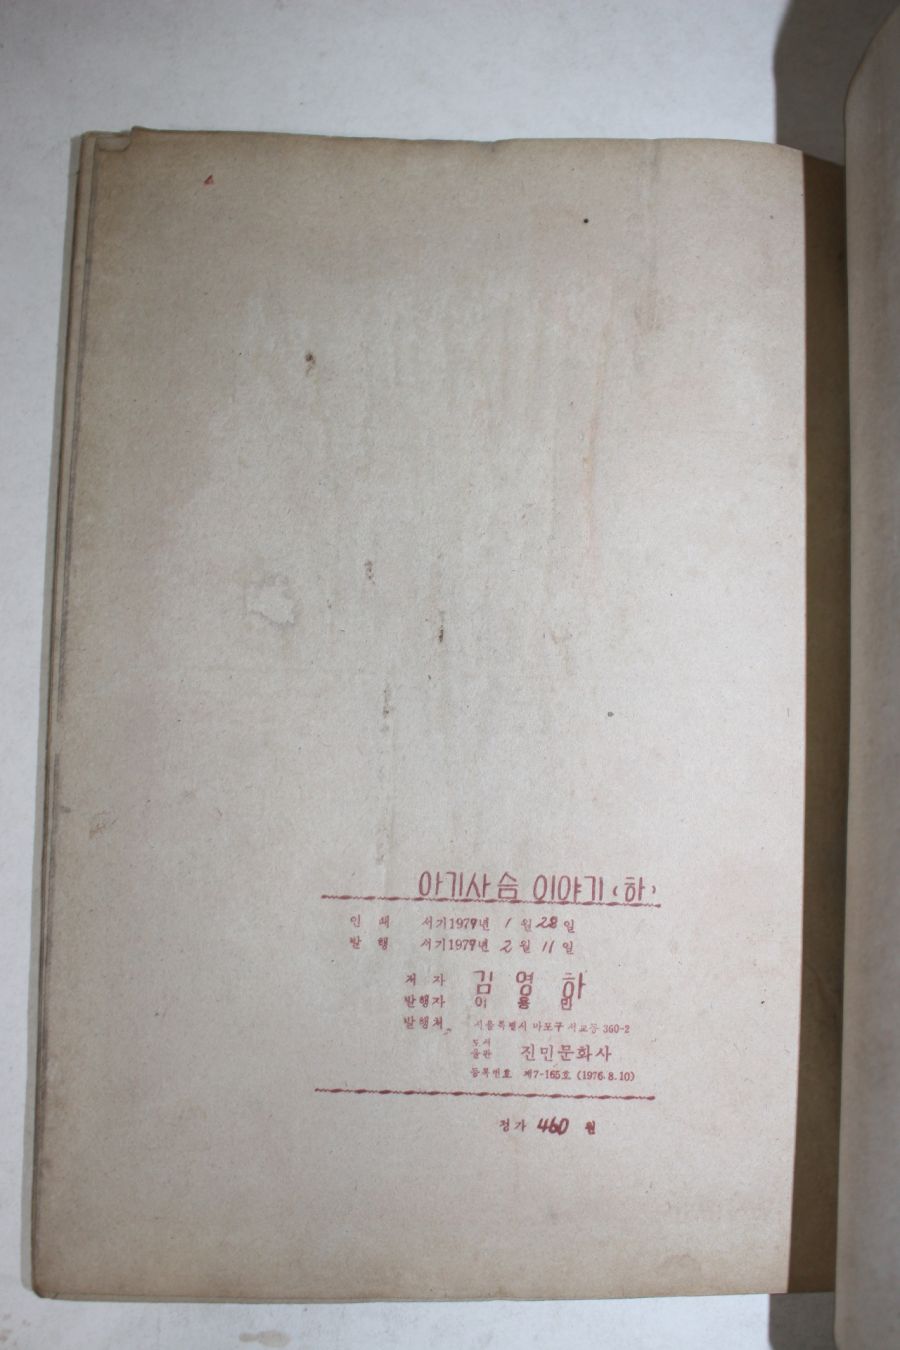 아기사슴 이야기(하)
인 쇄 서기1979년 1월 28일
발 행 서기1979년 2월 11일
저 자 김 영 하
발행자 이 용 민
발행처 서울특별시 마포구 서교동 360-2
도서
출판 진민문화사
등록번호 제7-165호 (1976.8.10)
정가 460 원